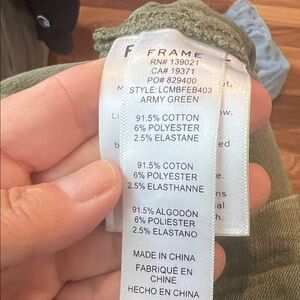 FRAME
RN# 139021
CA# 19371
PO# 829400
STYLE: LCMBFEB403
ARMY GREEN
91.5% COTTON
6% POLYESTER
2.5% ELASTANE
91.5% COTON
6% POLYESTER
2.5% ELASTHANNE
91.5% ALGODÓN
6% POLIESTER
2.5% ELASTANO
MADE IN CHINA
FABRIQUÉ EN
CHINE
HECHO EN CHINA